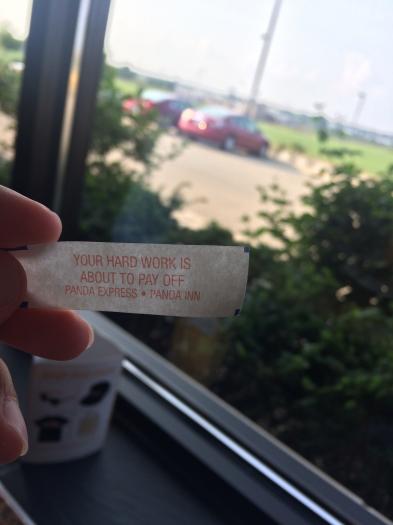 YOUR HARD WORK IS
ABOUT TO PAY OFF
PANDA EXPRESS • PANDA INN